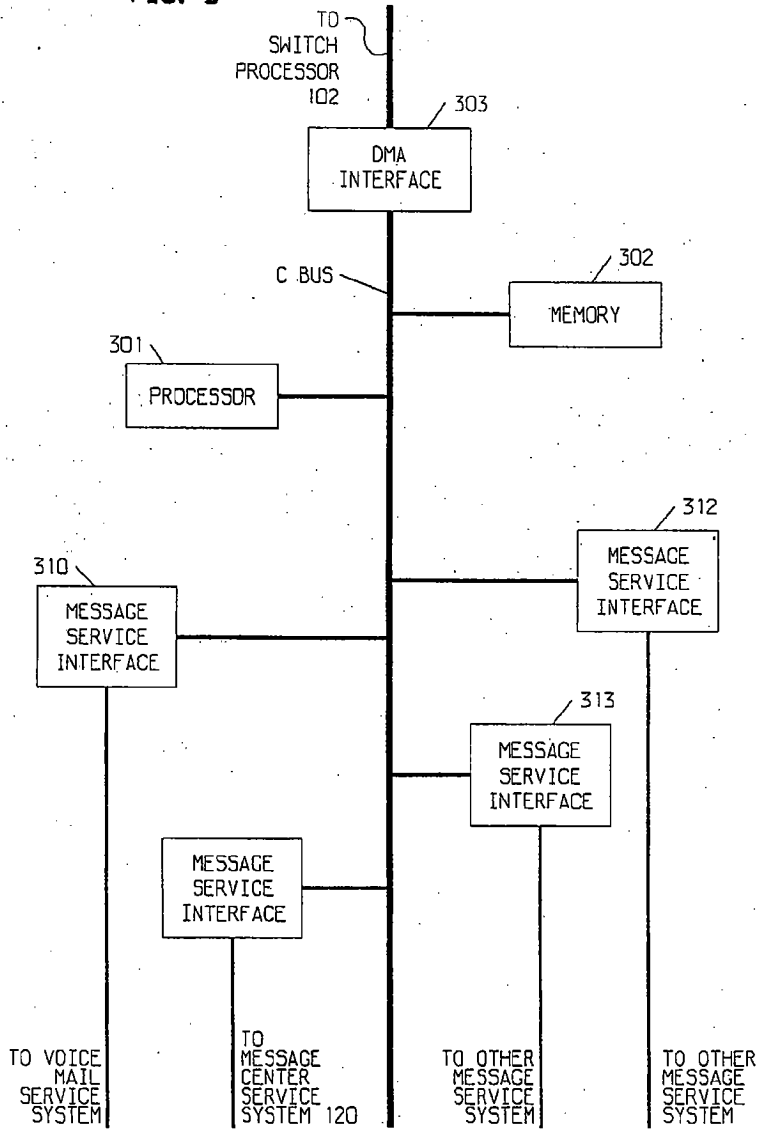 TO
SWITCH
PROCESSOR
102
303
DMA
INTERFACE
C BUS
302
MEMORY
301
PROCESSOR
312
MESSAGE
SERVICE
INTERFACE
310
MESSAGE
SERVICE
INTERFACE
313
MESSAGE
SERVICE
INTERFACE
MESSAGE
SERVICE
INTERFACE
TO VOICE
MAIL
SERVICE
SYSTEM
TO
MESSAGE
CENTER
SERVICE
SYSTEM 120
TO OTHER
MESSAGE
SERVICE
SYSTEM
TO OTHER
MESSAGE
SERVICE
SYSTEM